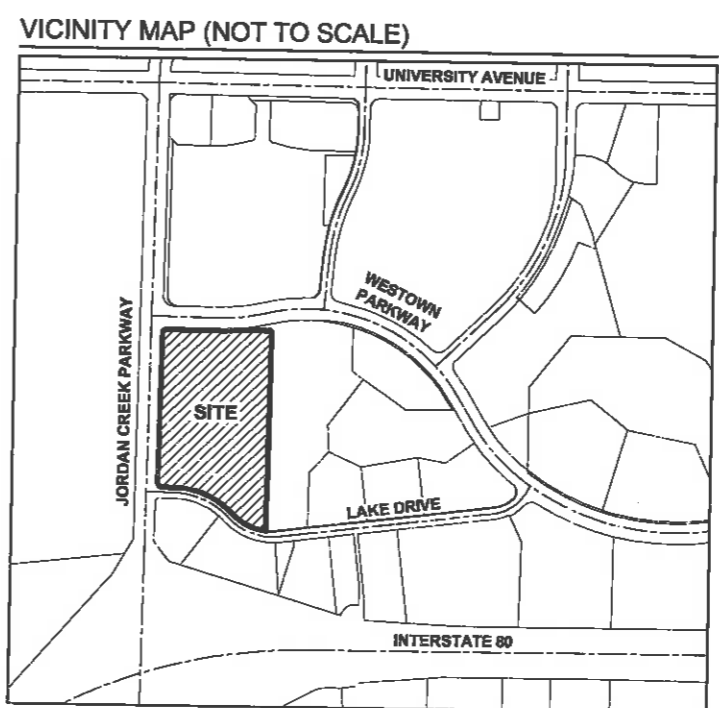 VICINITY MAP (NOT TO SCALE)
UNIVERSITY AVENUE
WESTOWN
PARKWAY
JORDAN CREEK PARKWAY
SITE
LAKE DRIVE
INTERSTATE 80